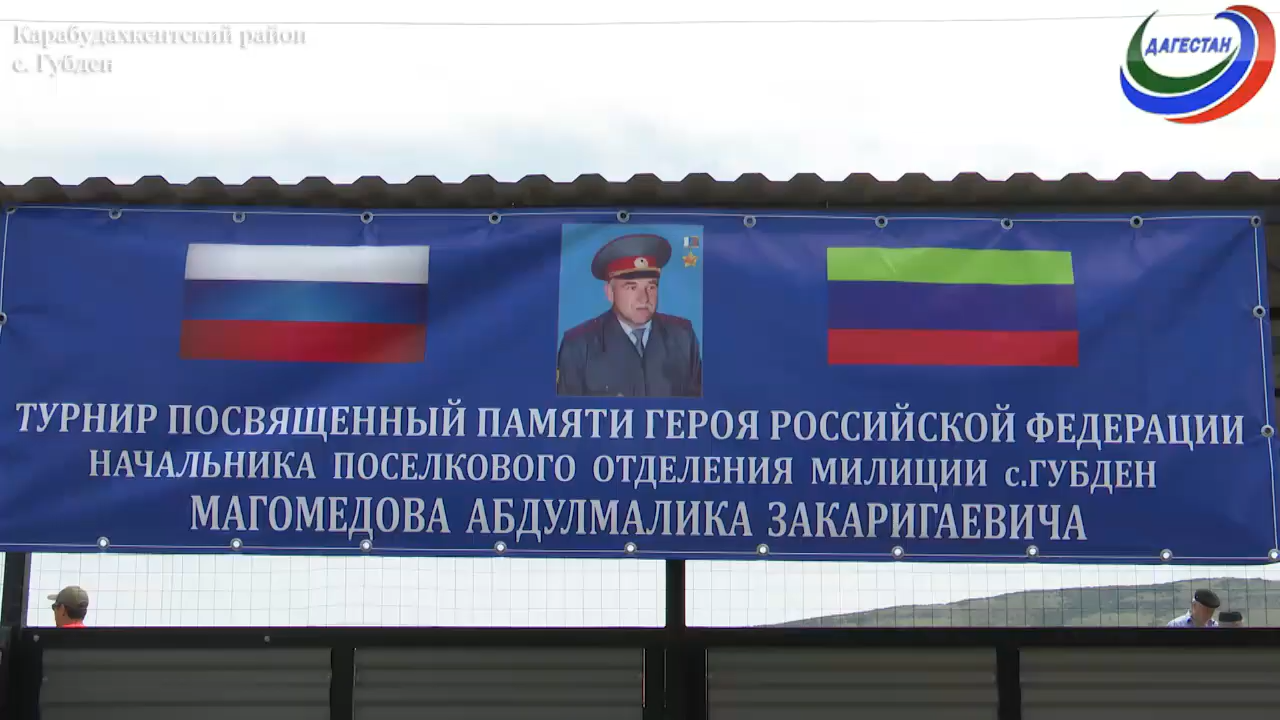 Карабудахкентский район
с. Губден
ДАГЕСТАН
ТУРНИР ПОСВЯЩЕННЫЙ ПАМЯТИ ГЕРОЯ РОССИЙСКОЙ ФЕДЕРАЦИИ
НАЧАЛЬНИКА ПОСЕЛКОВОГО ОТДЕЛЕНИЯ МИЛИЦИИ с.ГУБДЕН
МАГОМЕДОВА АБДУЛМАЛИКА ЗАКАРИГАЕВИЧА